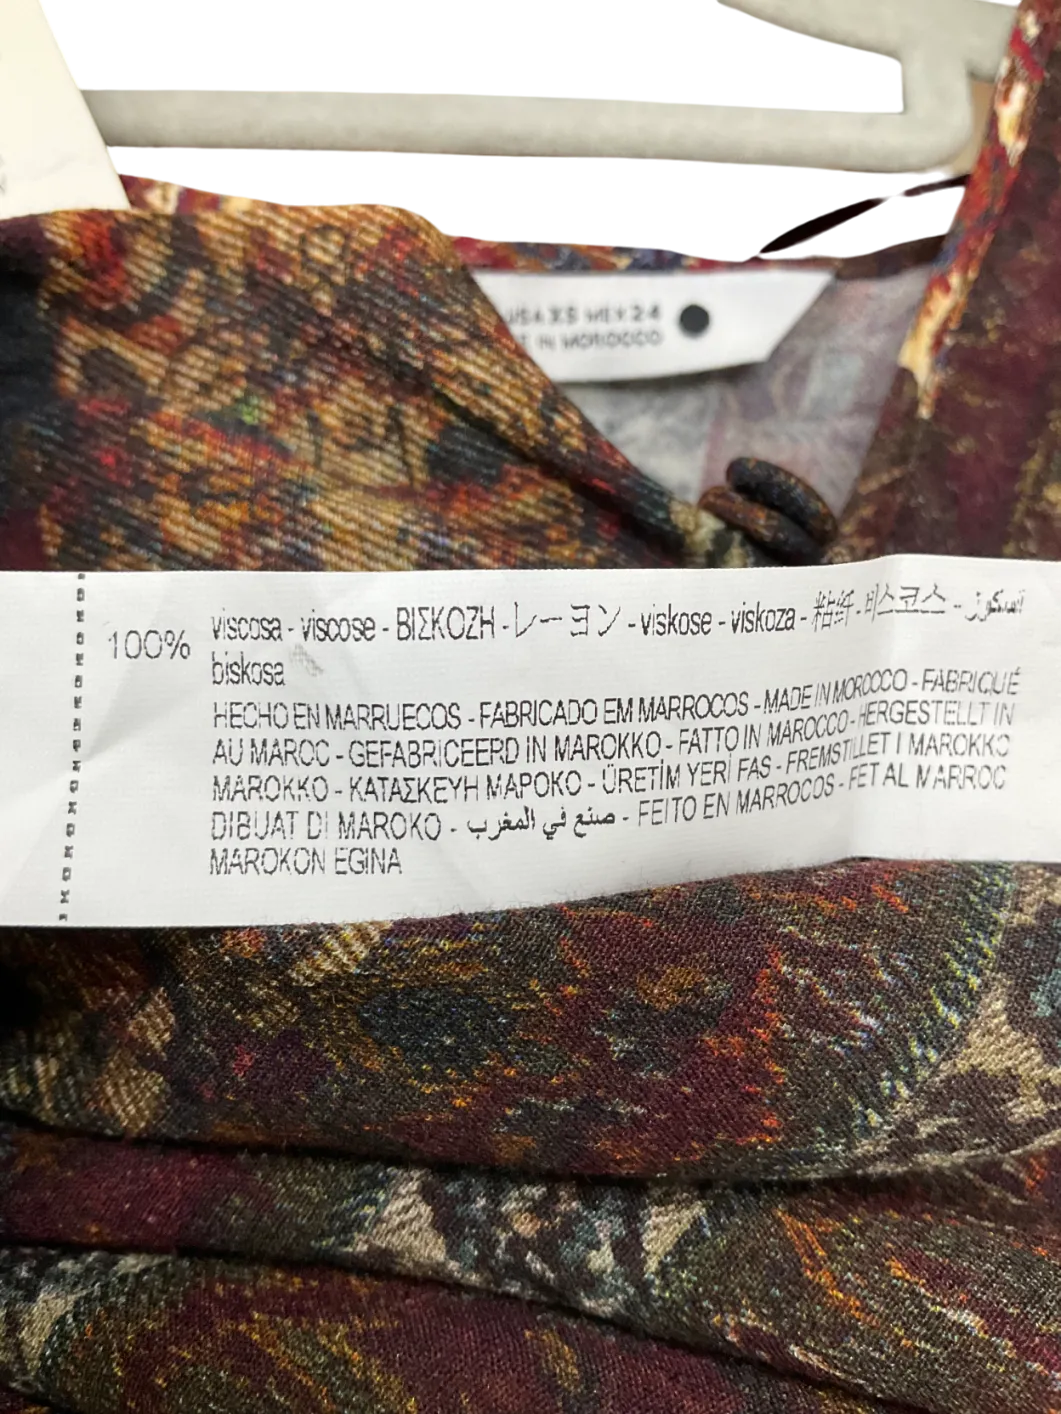 USA XS MEX 24
IN MOROCCO
100%
viscosa - viscose - ΒΙΣΚΟΖΗ - レーヨン - viskose - viskoza - 粘纤 - 비스코스 - فسكوز
biskosa
HECHO EN MARRUECOS - FABRICADO EM MARROCOS - MADE IN MOROCCO - FABRIQUÉ
AU MAROC - GEFABRICEERD IN MAROKKO - FATTO IN MAROCCO - HERGESTELLT IN
MAROKKO - ΚΑΤΑΣΚΕΥΗ ΜΑΡΟΚΟ - ÜRETİM YERİ FAS - FREMSTILLET I MAROKKO
DIBUAT DI MAROKO - صنع في المغرب - FEITO EN MARROCOS - FET AL MARROC
MAROKON EGINA